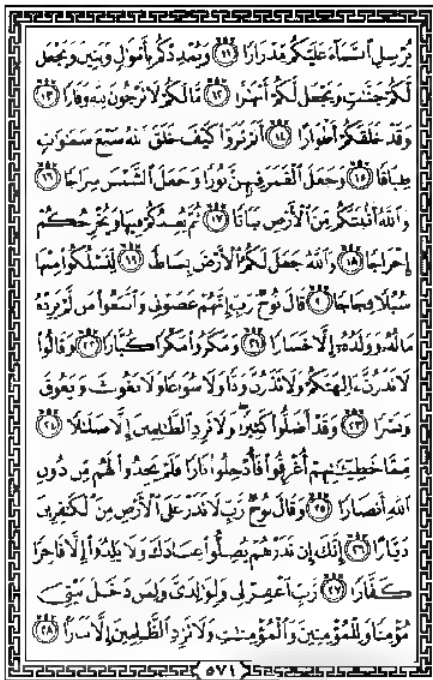 يُرْسِلِ ٱلسَّمَآءَ عَلَيْكُم مِّدْرَارًا ﴿١١﴾ وَيُمْدِدْكُم بِأَمْوَٰلٍ وَبَنِينَ وَيَجْعَل
لَّكُمْ جَنَّٰتٍ وَيَجْعَل لَّكُمْ أَنْهَٰرًا ﴿١٢﴾ مَّا لَكُمْ لَا تَرْجُونَ لِلَّهِ وَقَارًا ﴿١٣﴾
وَقَدْ خَلَقَكُمْ أَطْوَارًا ﴿١٤﴾ أَلَمْ تَرَوْا۟ كَيْفَ خَلَقَ ٱللَّهُ سَبْعَ سَمَٰوَٰتٍ
طِبَاقًا ﴿١٥﴾ وَجَعَلَ ٱلْقَمَرَ فِيهِنَّ نُورًا وَجَعَلَ ٱلشَّمْسَ سِرَاجًا ﴿١٦﴾
وَٱللَّهُ أَنۢبَتَكُم مِّنَ ٱلْأَرْضِ نَبَاتًا ﴿١٧﴾ ثُمَّ يُعِيدُكُمْ فِيهَا وَيُخْرِجُكُمْ
إِخْرَاجًا ﴿١٨﴾ وَٱللَّهُ جَعَلَ لَكُمُ ٱلْأَرْضَ بِسَاطًا ﴿١٩﴾ لِّتَسْلُكُوا۟ مِنْهَا
سُبُلًا فِجَاجًا ﴿٢٠﴾ قَالَ نُوحٌ رَّبِّ إِنَّهُمْ عَصَوْنِى وَٱتَّبَعُوا۟ مَن لَّمْ يَزِدْهُ
مَالُهُۥ وَوَلَدُهُۥٓ إِلَّا خَسَارًا ﴿٢١﴾ وَمَكَرُوا۟ مَكْرًا كُبَّارًا ﴿٢٢﴾ وَقَالُوا۟
لَا تَذَرُنَّ ءَالِهَتَكُمْ وَلَا تَذَرُنَّ وَدًّا وَلَا سُوَاعًا وَلَا يَغُوثَ وَيَعُوقَ
وَنَسْرًا ﴿٢٣﴾ وَقَدْ أَضَلُّوا۟ كَثِيرًا وَلَا تَزِدِ ٱلظَّٰلِمِينَ إِلَّا ضَلَٰلًا ﴿٢٤﴾
مِّمَّا خَطِيٓـَٰٔتِهِمْ أُغْرِقُوا۟ فَأُدْخِلُوا۟ نَارًا فَلَمْ يَجِدُوا۟ لَهُم مِّن دُونِ
ٱللَّهِ أَنصَارًا ﴿٢٥﴾ وَقَالَ نُوحٌ رَّبِّ لَا تَذَرْ عَلَى ٱلْأَرْضِ مِنَ ٱلْكَٰفِرِينَ
دَيَّارًا ﴿٢٦﴾ إِنَّكَ إِن تَذَرْهُمْ يُضِلُّوا۟ عِبَادَكَ وَلَا يَلِدُوٓا۟ إِلَّا فَاجِرًا
كَفَّارًا ﴿٢٧﴾ رَّبِّ ٱغْفِرْ لِى وَلِوَٰلِدَىَّ وَلِمَن دَخَلَ بَيْتِىَ
مُؤْمِنًا وَلِلْمُؤْمِنِينَ وَٱلْمُؤْمِنَٰتِ وَلَا تَزِدِ ٱلظَّٰلِمِينَ إِلَّا تَبَارًا ﴿٢٨﴾
٥٧١